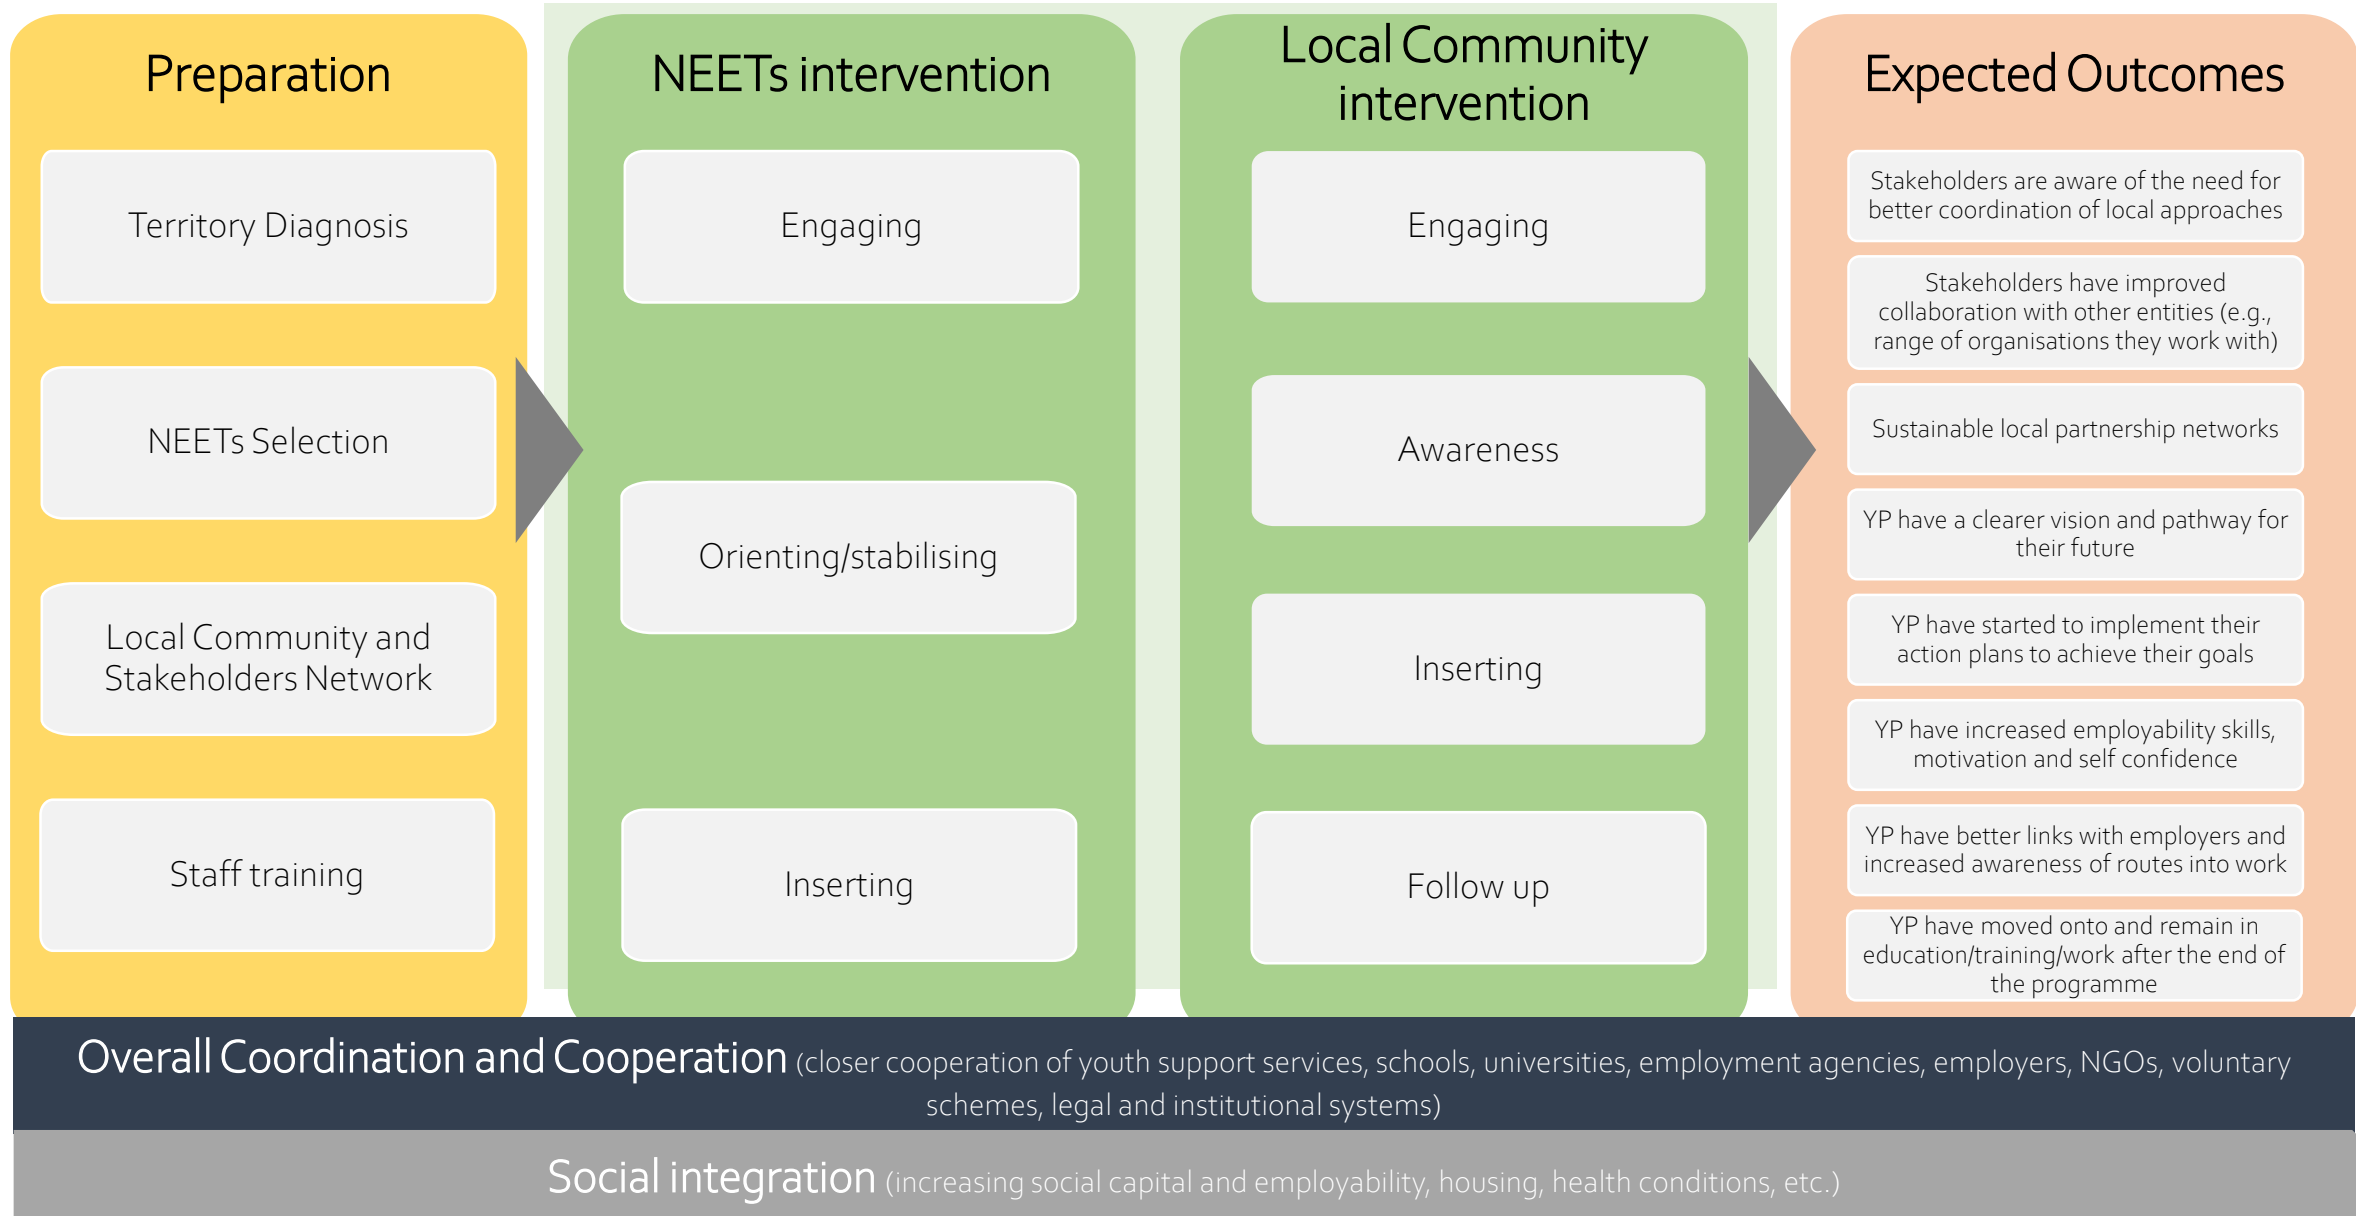 Preparation
Territory Diagnosis
NEETs Selection
Local Community and
Stakeholders Network
Staff training
NEETs intervention
Engaging
Orienting/stabilising
Inserting
Local Community
intervention
Engaging
Awareness
Inserting
Follow up
Expected Outcomes
Stakeholders are aware of the need for
better coordination of local approaches
Stakeholders have improved
collaboration with other entities (e.g.,
range of organisations they work with)
Sustainable local partnership networks
YP have a clearer vision and pathway for
their future
YP have started to implement their
action plans to achieve their goals
YP have increased employability skills,
motivation and self confidence
YP have better links with employers and
increased awareness of routes into work
YP have moved onto and remain in
education/training/work after the end of
the programme
Overall Coordination and Cooperation (closer cooperation of youth support services, schools, universities, employment agencies, employers, NGOs, voluntary
schemes, legal and institutional systems)
Social integration (increasing social capital and employability, housing, health conditions, etc.)